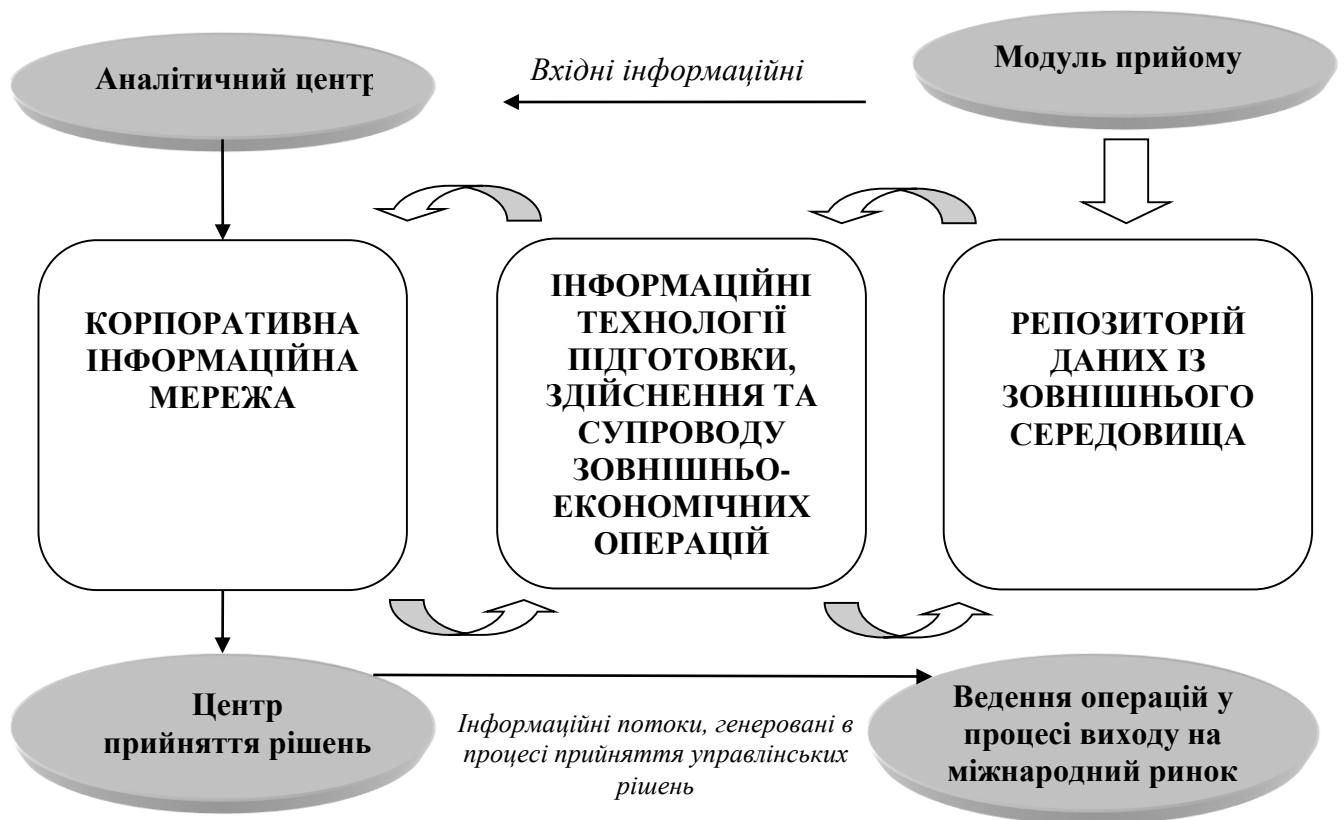 Аналітичний центр
Вхідні інформаційні
Модуль прийому
КОРПОРАТИВНА
ІНФОРМАЦІЙНА
МЕРЕЖА
ІНФОРМАЦІЙНІ
ТЕХНОЛОГІЇ
ПІДГОТОВКИ,
ЗДІЙСНЕННЯ ТА
СУПРОВОДУ
ЗОВНІШНЬО-
ЕКОНОМІЧНИХ
ОПЕРАЦІЙ
РЕПОЗИТОРІЙ
ДАНИХ ІЗ
ЗОВНІШНЬОГО
СЕРЕДОВИЩА
Центр
прийняття рішень
Інформаційні потоки, генеровані в
процесі прийняття управлінських
рішень
Ведення операцій у
процесі виходу на
міжнародний ринок